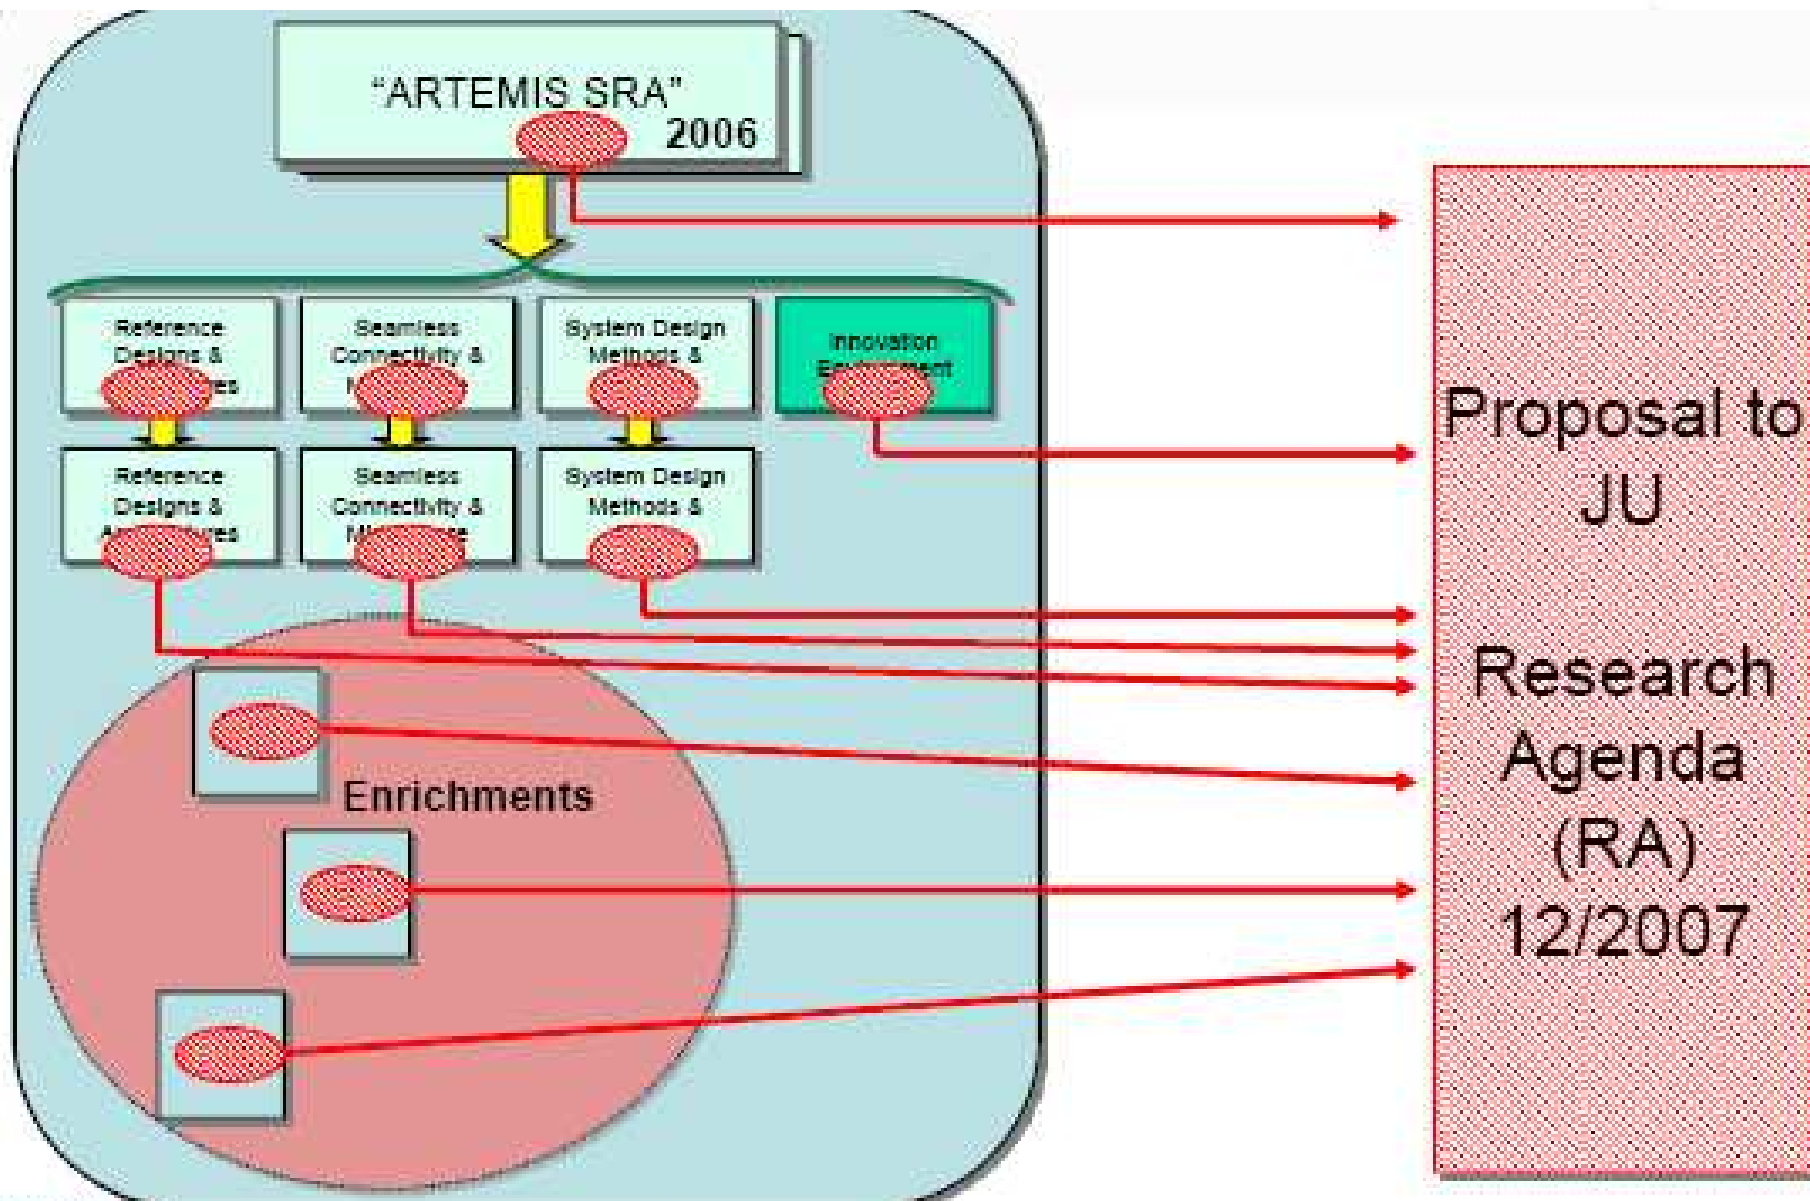 “ARTEMIS SRA”
2006
Reference
Designs &
Seamless
Connectivity &
System Design
Methods &
Innovation
Reference
Designs &
Seamless
Connectivity &
System Design
Methods &
Enrichments
Proposal to
JU
Research
Agenda
(RA)
12/2007